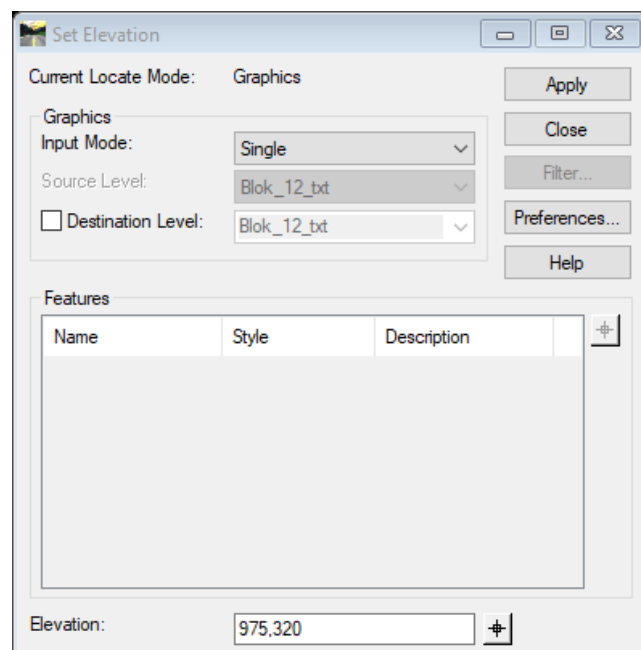 Set Elevation
Current Locate Mode: Graphics
Apply
Graphics
Close
Input Mode: Single
Filter...
Source Level: Blok_12_txt
Destination Level: Blok_12_txt
Preferences...
Help
Features
Name Style Description
Elevation: 975,320